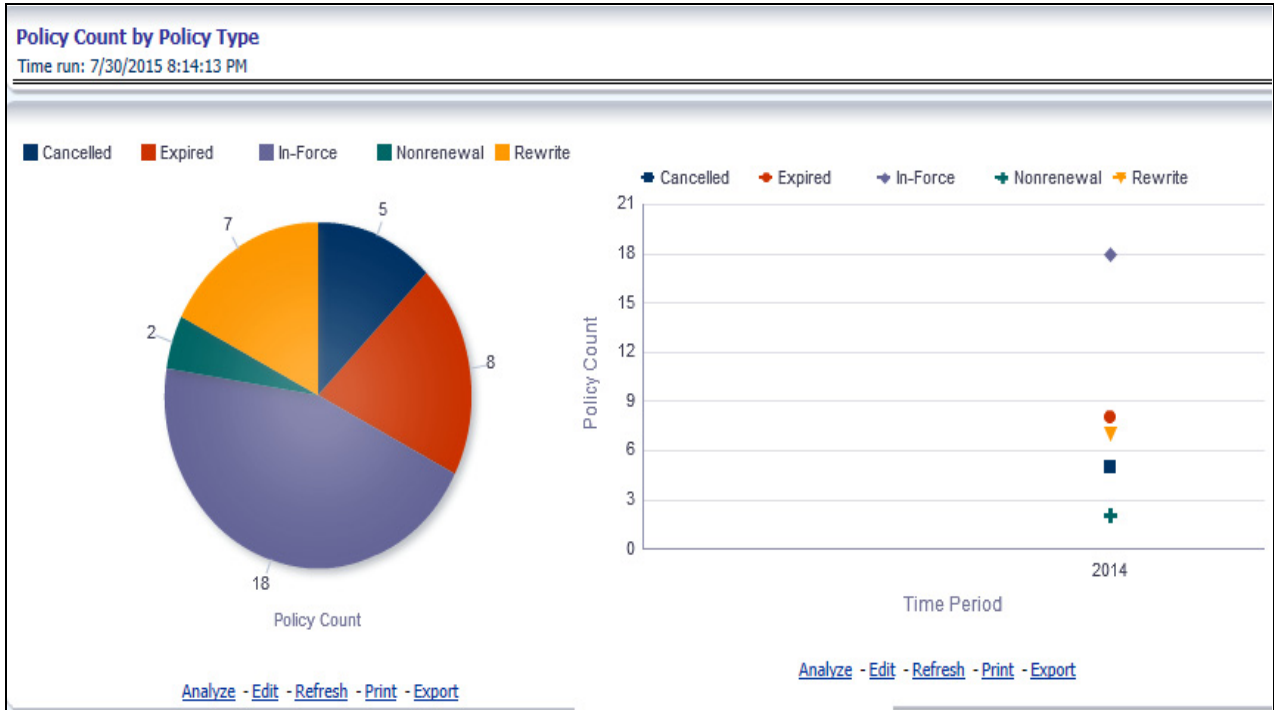 Policy Count by Policy Type
Time run: 7/30/2015 8:14:13 PM
Cancelled Expired In-Force Nonrenewal Rewrite
5
7
2
8
18
Policy Count
Analyze - Edit - Refresh - Print - Export
Cancelled Expired In-Force Nonrenewal Rewrite
21
18
15
12
9
6
3
0
Policy Count
2014
Time Period
Analyze - Edit - Refresh - Print - Export